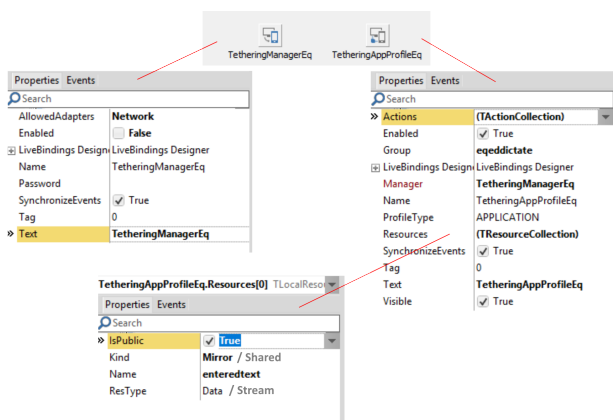 TetheringManagerEq TetheringAppProfileEq
Properties Events
Search
AllowedAdapters Network
Enabled False
LiveBindings Design LiveBindings Designer
Name TetheringManagerEq
Password
SynchronizeEvents True
Tag 0
Text TetheringManagerEq
Properties Events
Search
Actions (TActionCollection)
Enabled True
Group eqeddictate
LiveBindings Design LiveBindings Designer
Manager TetheringManagerEq
Name TetheringAppProfileEq
ProfileType APPLICATION
Resources (TResourceCollection)
SynchronizeEvents True
Tag 0
Text TetheringAppProfileEq
Visible True
TetheringAppProfileEq.Resources[0] TLocalReso
Properties Events
Search
IsPublic True
Kind Mirror / Shared
Name enteredtext
ResType Data / Stream